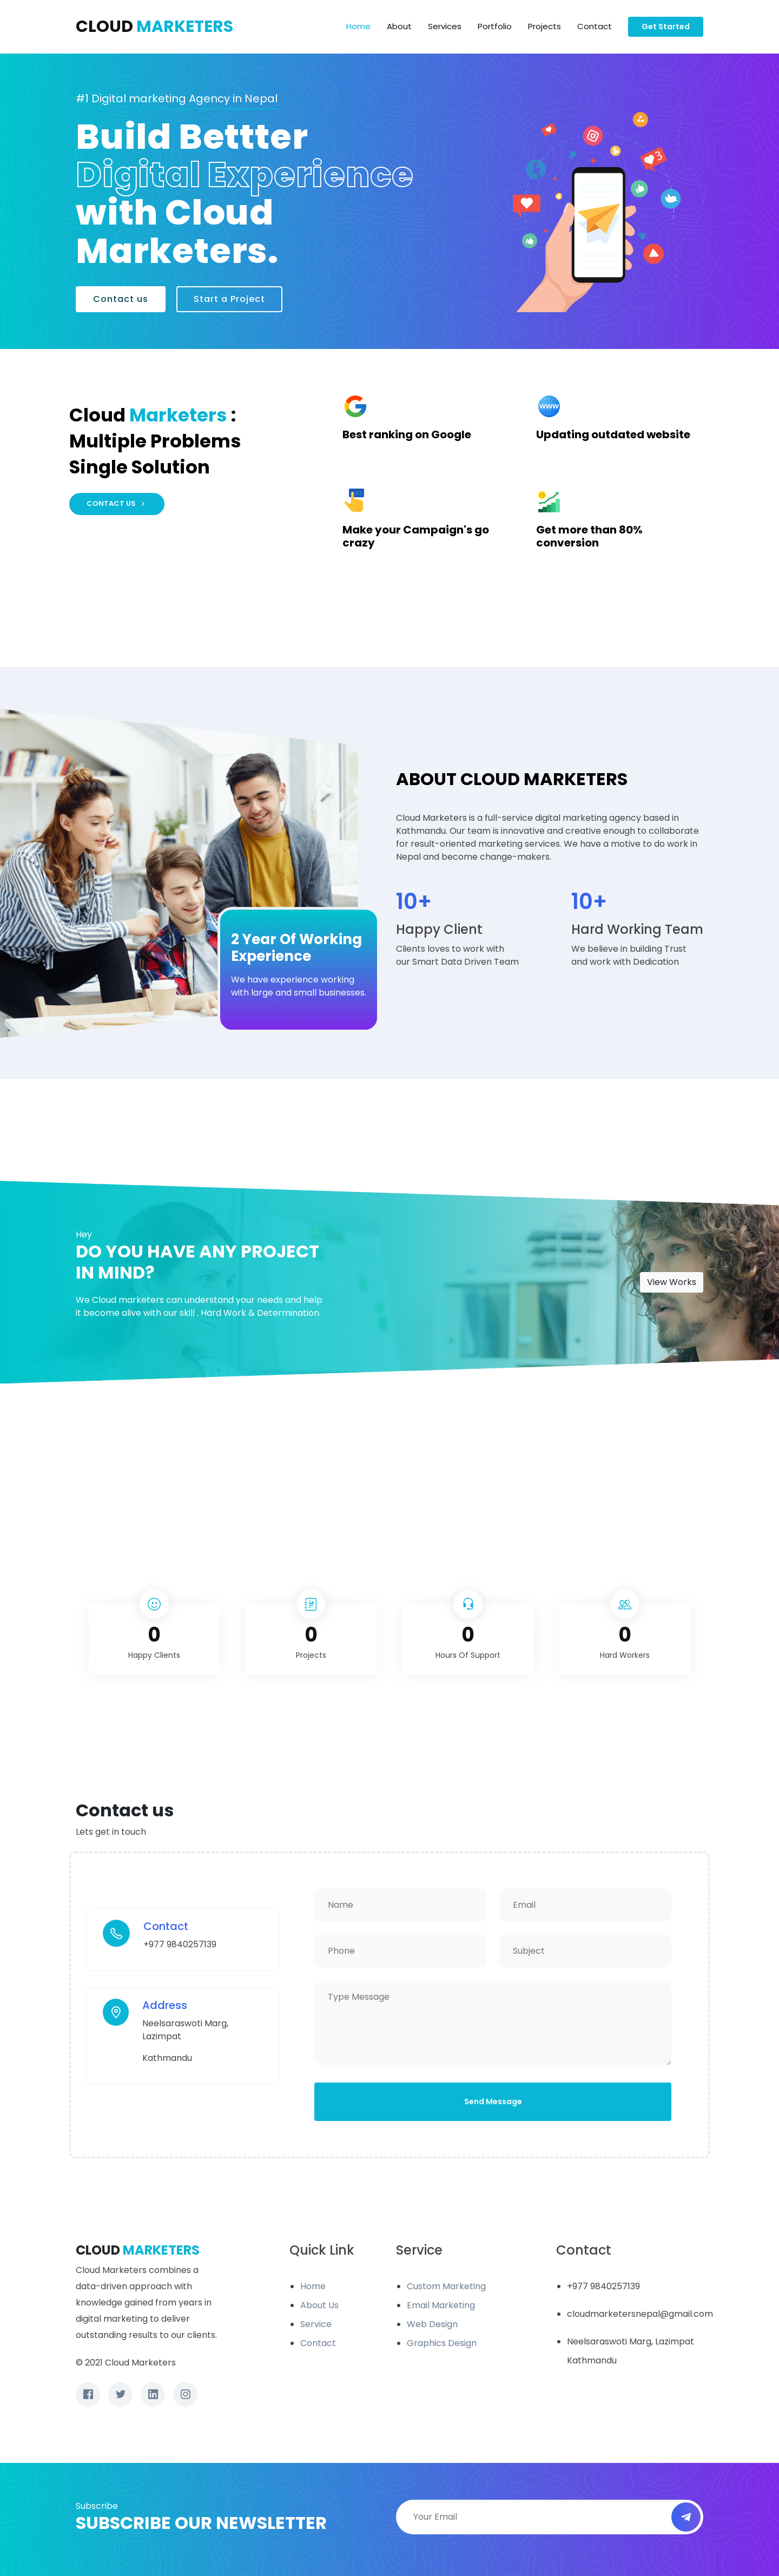 CLOUD MARKETERS
Home About Services Portfolio Projects Contact Get Started
#1 Digital marketing Agency in Nepal
Build Bettter
Digital Experience
with Cloud
Marketers.
Contact us Start a Project
3
Cloud Marketers :
Multiple Problems
Single Solution
CONTACT US
Best ranking on Google
WWW
Updating outdated website
Make your Campaign's go
crazy
Get more than 80%
conversion
2 Year Of Working
Experience
We have experience working
with large and small businesses.
ABOUT CLOUD MARKETERS
Cloud Marketers is a full-service digital marketing agency based in
Kathmandu. Our team is innovative and creative enough to collaborate
for result-oriented marketing services. We have a motive to do work in
Nepal and become change-makers.
10+
Happy Client
Clients loves to work with
our Smart Data Driven Team
10+
Hard Working Team
We believe in building Trust
and work with Dedication
Hey
DO YOU HAVE ANY PROJECT
IN MIND?
We Cloud marketers can understand your needs and help
it become alive with our skill , Hard Work & Determination.
View Works
0
Happy Clients
0
Projects
0
Hours Of Support
0
Hard Workers
Contact us
Lets get in touch
Contact
+977 9840257139
Address
Neelsaraswoti Marg,
Lazimpat
Kathmandu
Name
Email
Phone
Subject
Type Message
Send Message
CLOUD MARKETERS
Cloud Marketers combines a
data-driven approach with
knowledge gained from years in
digital marketing to deliver
outstanding results to our clients.
© 2021 Cloud Marketers
Quick Link
Home
About Us
Service
Contact
Service
Custom Marketing
Email Marketing
Web Design
Graphics Design
Contact
+977 9840257139
cloudmarketersnepal@gmail.com
Neelsaraswoti Marg, Lazimpat
Kathmandu
Subscribe
SUBSCRIBE OUR NEWSLETTER
Your Email